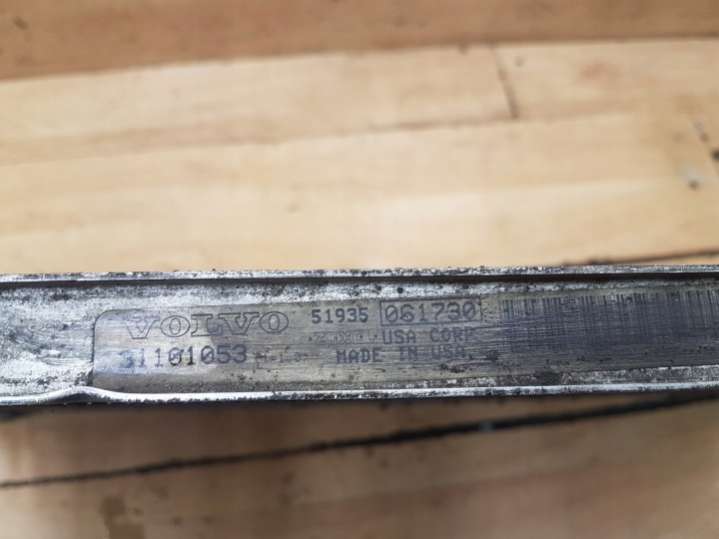 VOLVO 51935 061730
31101053 USA CORP
MADE IN USA.